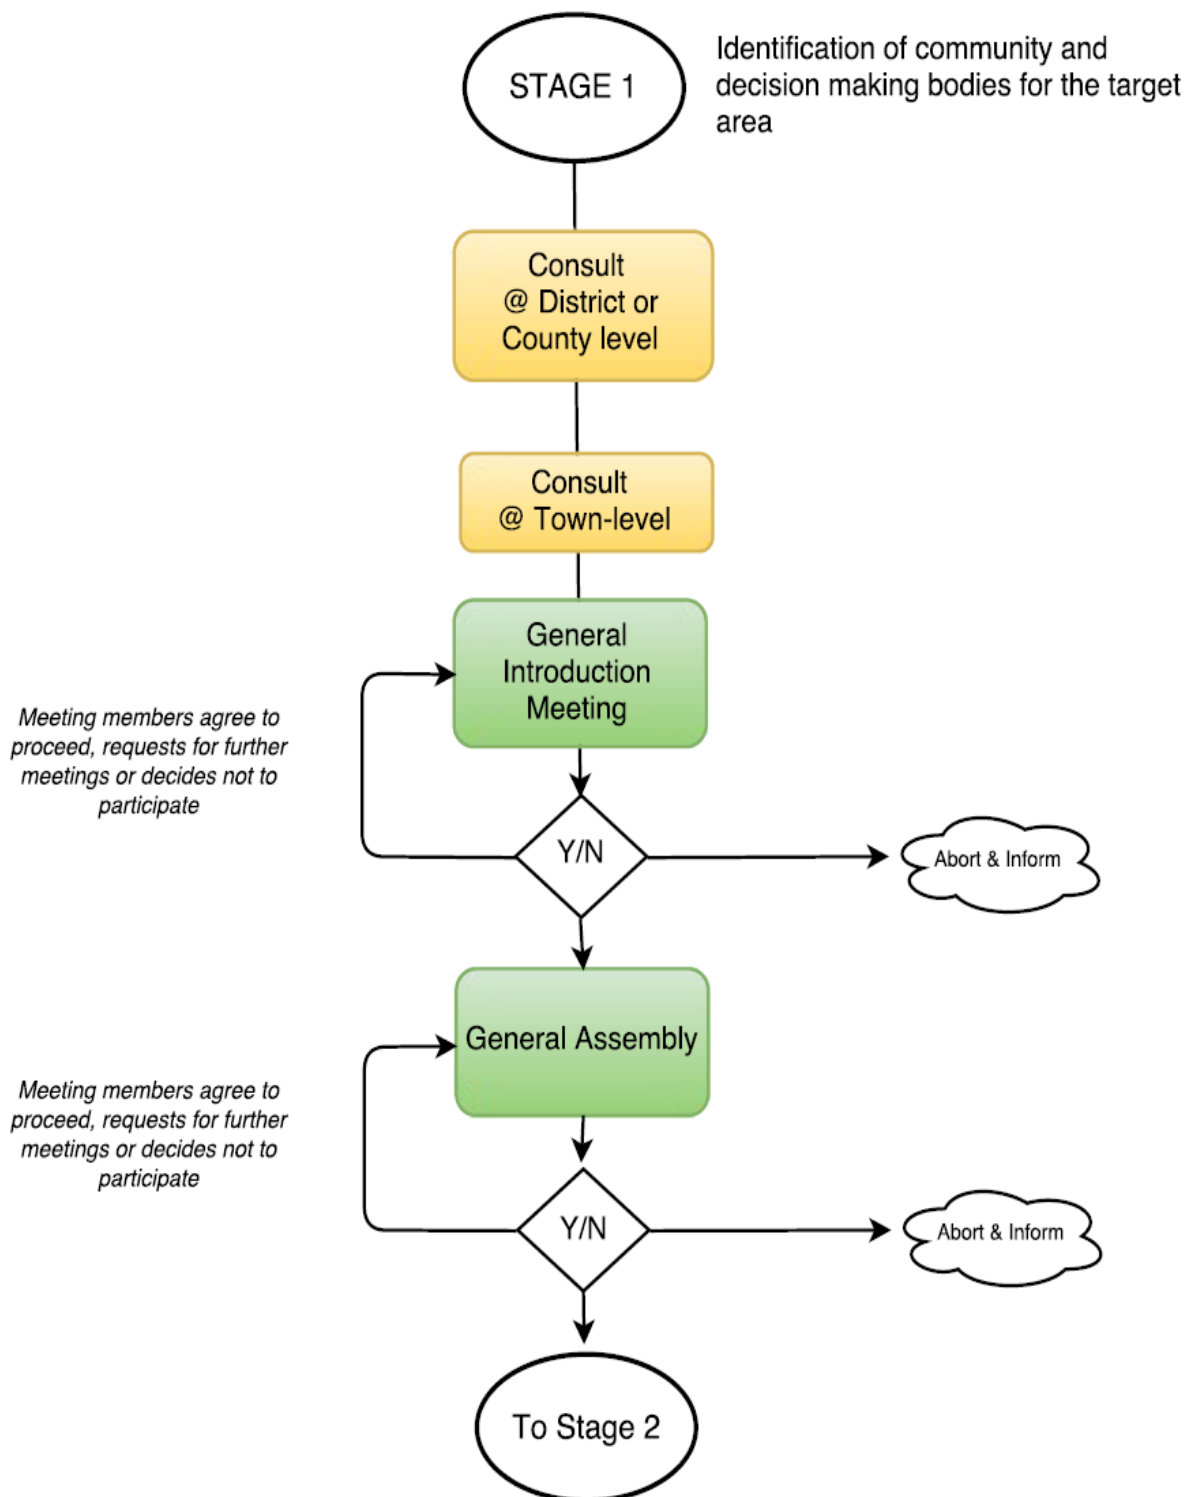 STAGE 1
Identification of community and
decision making bodies for the target
area
Consult
@ District or
County level
Consult
@ Town-level
General
Introduction
Meeting
Meeting members agree to
proceed, requests for further
meetings or decides not to
participate
Y/N
Abort & Inform
General Assembly
Meeting members agree to
proceed, requests for further
meetings or decides not to
participate
Y/N
Abort & Inform
To Stage 2